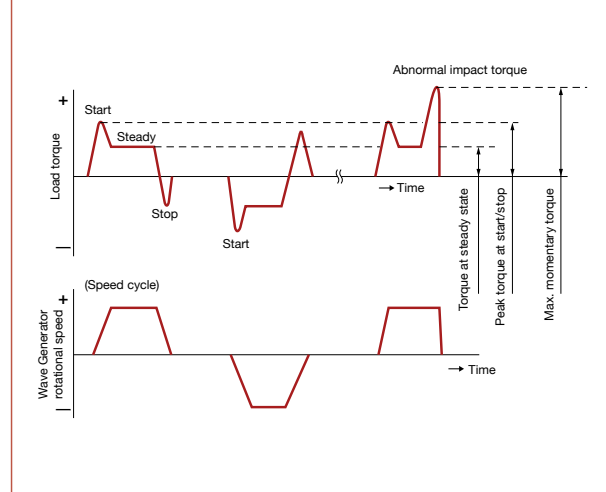 Abnormal impact torque
+
Start
Steady
Load torque
Time
Stop
Start
—
Torque at steady state
Peak torque at start/stop
Max. momentary torque
(Speed cycle)
+
Wave Generator
rotational speed
Time
—